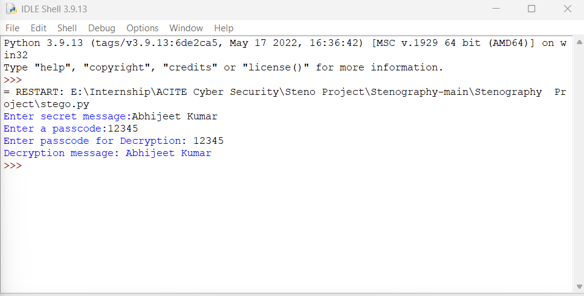 IDLE Shell 3.9.13
File Edit Shell Debug Options Window Help
Python 3.9.13 (tags/v3.9.13:6de2ca5, May 17 2022, 16:36:42) [MSC v.1929 64 bit (AMD64)] on w
in32
Type "help", "copyright", "credits" or "license()" for more information.
>>>
= RESTART: E:\Internship\ACITE Cyber Security\Steno Project\Stenography-main\Stenography  Pr
oject\stego.py
Enter secret message:Abhijeet Kumar
Enter a passcode:12345
Enter passcode for Decryption: 12345
Decryption message: Abhijeet Kumar
>>>